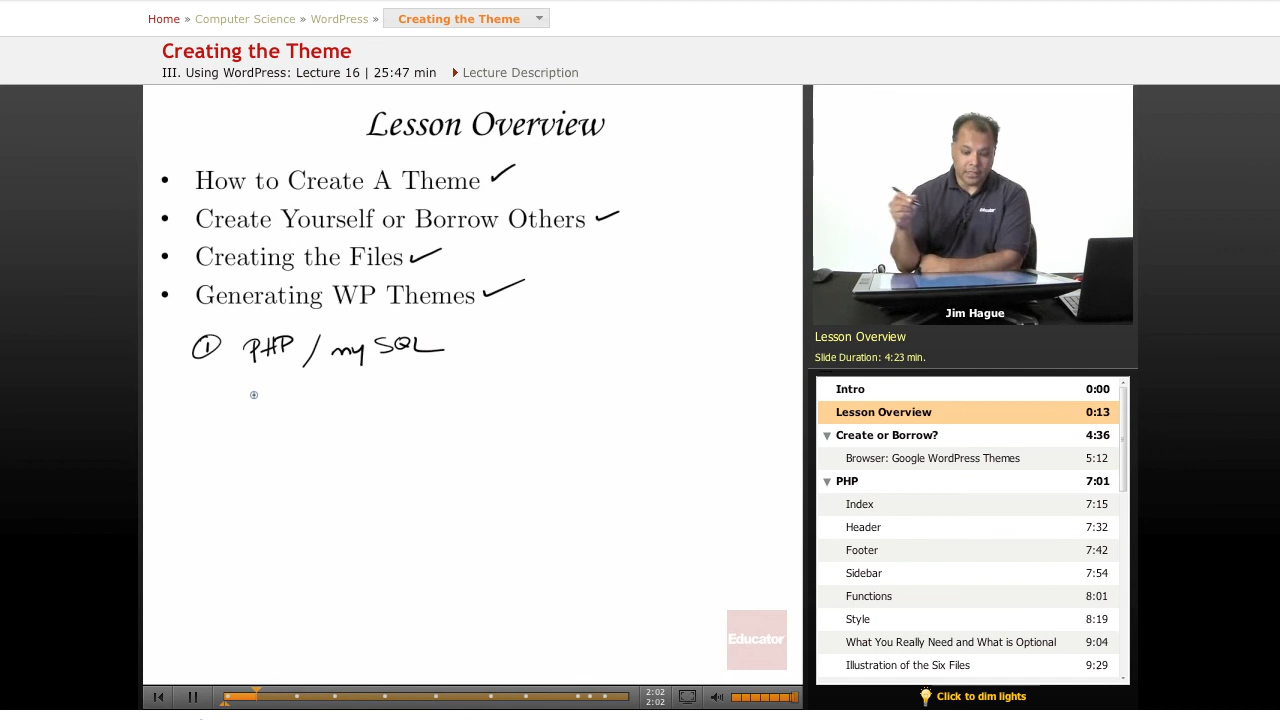 Home » Computer Science » WordPress » Creating the Theme
Creating the Theme
III. Using WordPress: Lecture 16 | 25:47 min Lecture Description
Lesson Overview
• How to Create A Theme
• Create Yourself or Borrow Others
• Creating the Files
• Generating WP Themes
① PHP / my SQL
Educator
Jim Hague
Lesson Overview
Slide Duration: 4:23 min.
Intro 0:00
Lesson Overview 0:13
Create or Borrow? 4:36
Browser: Google WordPress Themes 5:12
PHP 7:01
Index 7:15
Header 7:32
Footer 7:42
Sidebar 7:54
Functions 8:01
Style 8:19
What You Really Need and What is Optional 9:04
Illustration of the Six Files 9:29
2:02
2:02
Click to dim lights